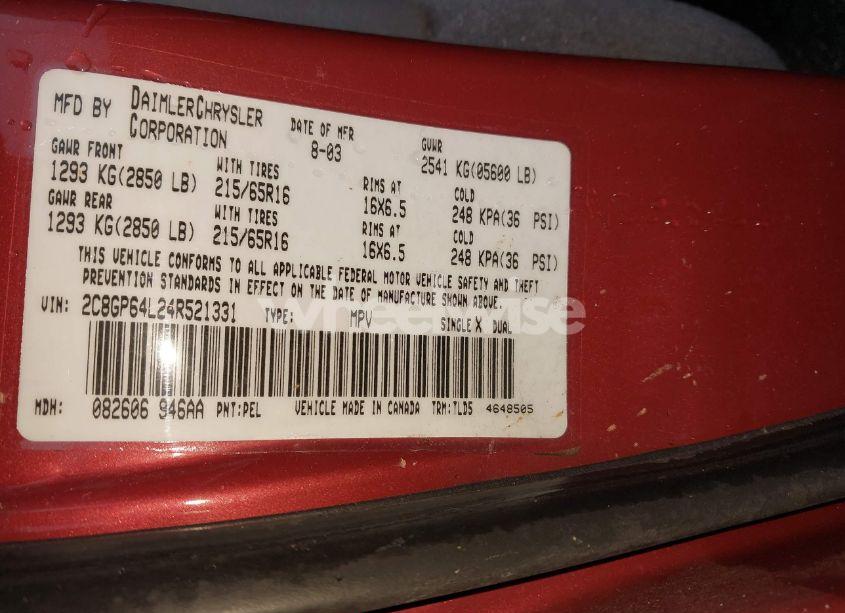 MFD BY DAIMLERCHRYSLER CORPORATION
DATE OF MFR
8-03
GVWR
2541 KG(05600 LB)
GAWR FRONT
1293 KG(2850 LB)
WITH TIRES
215/65R16
RIMS AT
16X6.5
COLD
248 KPA(36 PSI)
GAWR REAR
1293 KG(2850 LB)
WITH TIRES
215/65R16
RIMS AT
16X6.5
COLD
248 KPA(36 PSI)
THIS VEHICLE CONFORMS TO ALL APPLICABLE FEDERAL MOTOR VEHICLE SAFETY AND THEFT
PREVENTION STANDARDS IN EFFECT ON THE DATE OF MANUFACTURE SHOWN ABOVE.
VIN: 2C8GP64L24R521331 TYPE: MPV SINGLE X DUAL
wheelwise
MDH: 082606 946AA PNT:PEL VEHICLE MADE IN CANADA TRM:TLD5 4648505